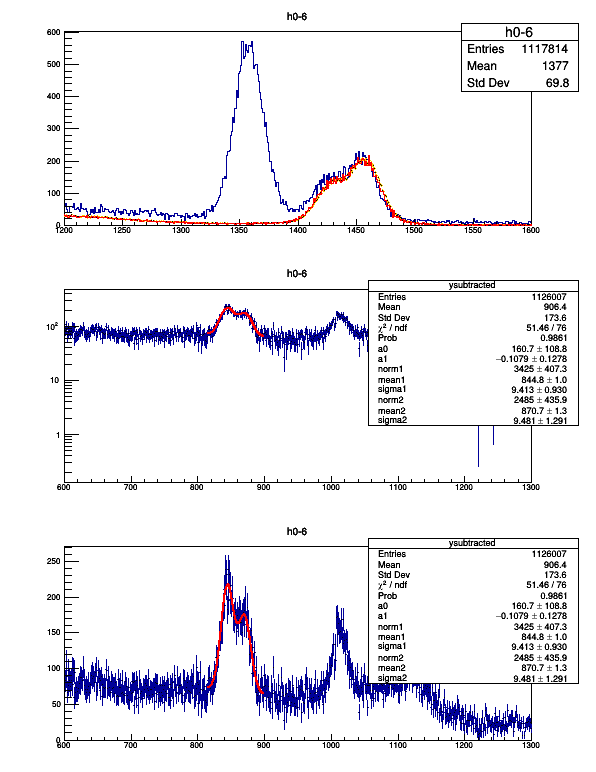 h0-6
h0-6
Entries 1117814
Mean 1377
Std Dev 69.8
600
500
400
300
200
100
0
1200 1250 1300 1350 1400 1450 1500 1550 1600
h0-6
ysubtracted
Entries 1126007
Mean 906.4
Std Dev 173.6
χ² / ndf 51.46 / 76
Prob 0.9861
a0 160.7 ± 108.8
a1 −0.1079 ± 0.1278
norm1 3425 ± 407.3
mean1 844.8 ± 1.0
sigma1 9.413 ± 0.930
norm2 2485 ± 435.9
mean2 870.7 ± 1.3
sigma2 9.481 ± 1.291
10²
10
1
600 700 800 900 1000 1100 1200 1300
h0-6
ysubtracted
Entries 1126007
Mean 906.4
Std Dev 173.6
χ² / ndf 51.46 / 76
Prob 0.9861
a0 160.7 ± 108.8
a1 −0.1079 ± 0.1278
norm1 3425 ± 407.3
mean1 844.8 ± 1.0
sigma1 9.413 ± 0.930
norm2 2485 ± 435.9
mean2 870.7 ± 1.3
sigma2 9.481 ± 1.291
250
200
150
100
50
0
600 700 800 900 1000 1100 1200 1300